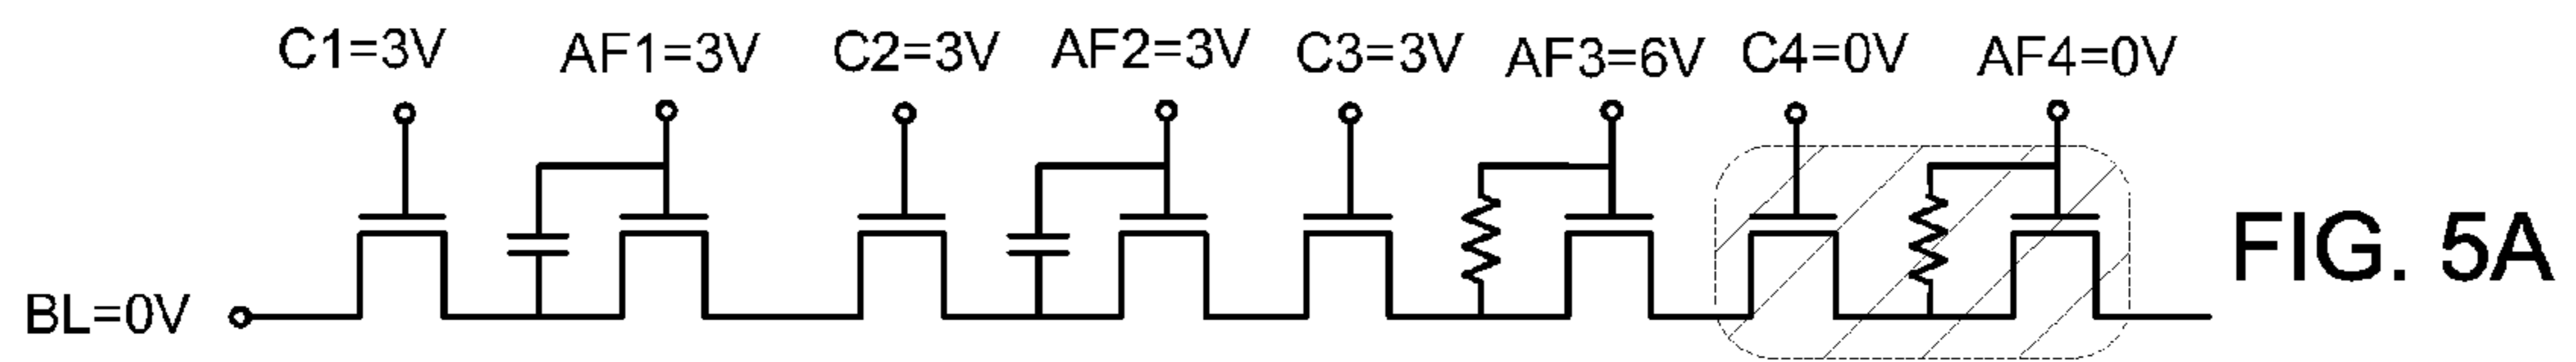 C1=3V AF1=3V C2=3V AF2=3V C3=3V AF3=6V C4=0V AF4=0V
FIG. 5A
BL=0V